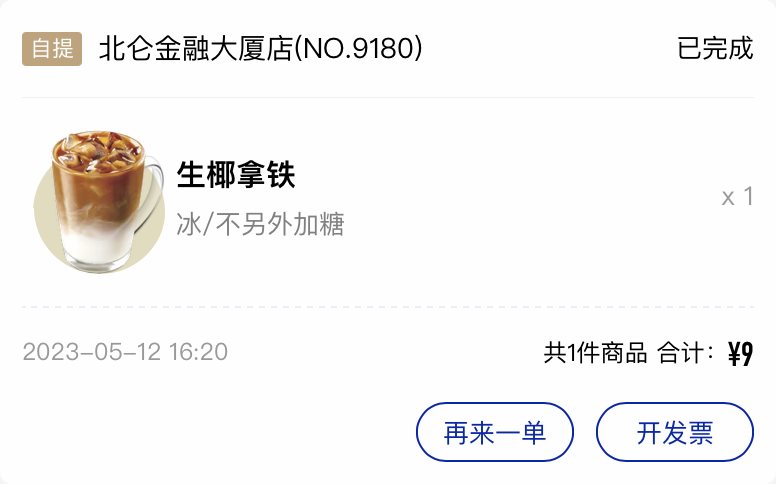 自提 北仑金融大厦店(NO.9180) 已完成
生椰拿铁
冰/不另外加糖
x 1
2023-05-12 16:20 共1件商品 合计：¥9
再来一单 开发票